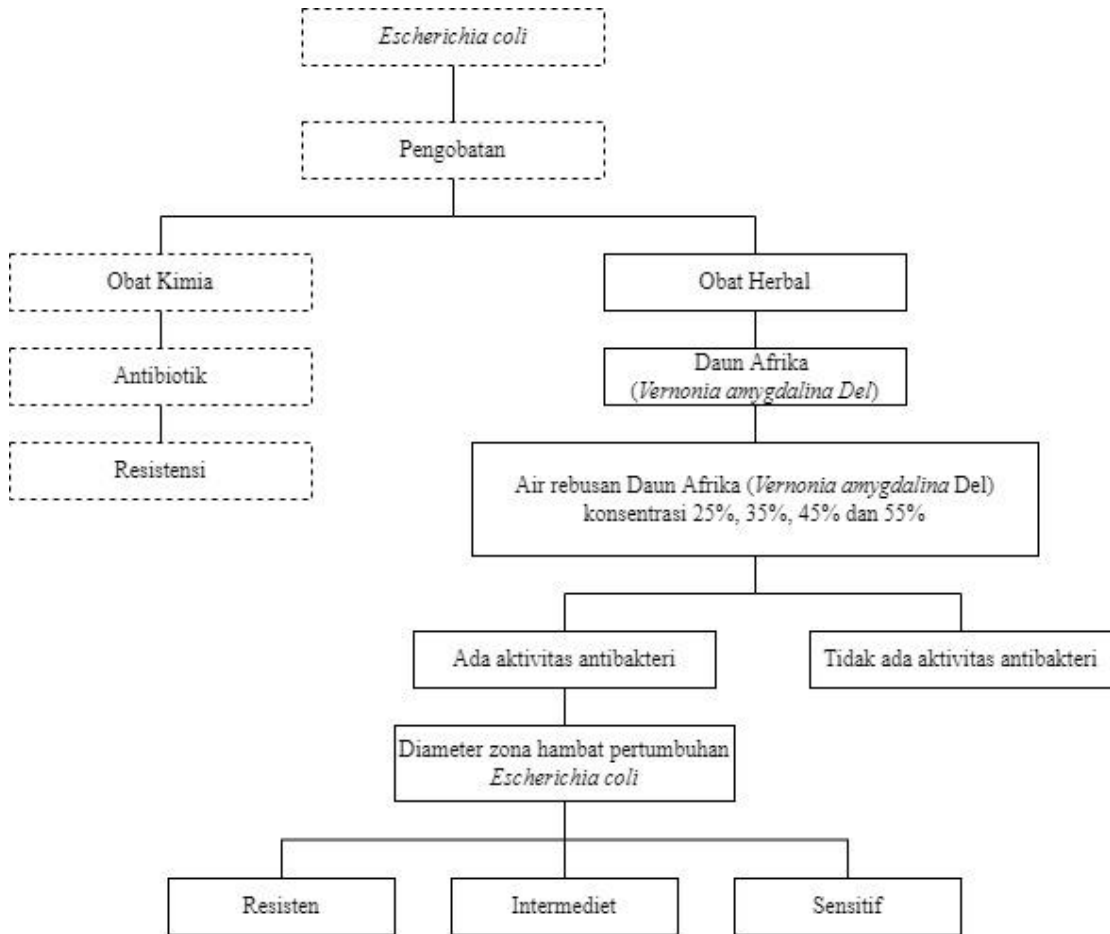 Escherichia coli
Pengobatan
Obat Kimia
Obat Herbal
Antibiotik
Daun Afrika
(Vernonia amygdalina Del)
Resistensi
Air rebusan Daun Afrika (Vernonia amygdalina Del)
konsentrasi 25%, 35%, 45% dan 55%
Ada aktivitas antibakteri
Tidak ada aktivitas antibakteri
Diameter zona hambat pertumbuhan
Escherichia coli
Resisten
Intermediet
Sensitif